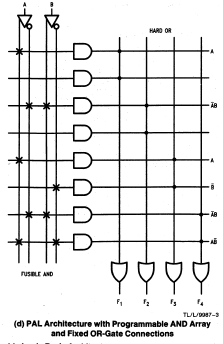 A B
HARD OR
A
ĀB
A
B̄
ĀB
AB̄
FUSIBLE AND
F₁ F₂ F₃ F₄
TL/L/9987-3
(d) PAL Architecture with Programmable AND Array
and Fixed OR-Gate Connections